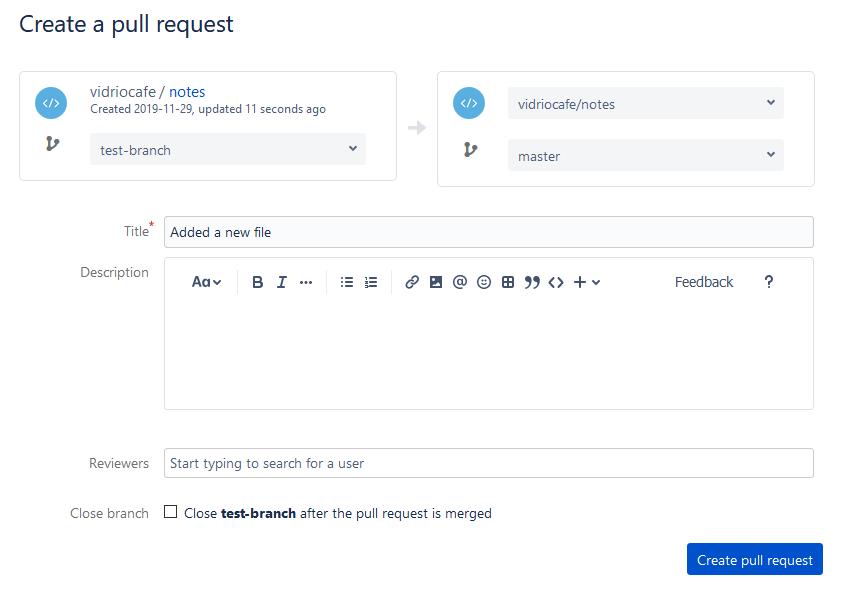 Create a pull request
vidriocafe / notes
Created 2019-11-29, updated 11 seconds ago
test-branch
vidriocafe/notes
master
Title*
Added a new file
Description
Aa B I ••• @ <> + Feedback ?
Reviewers
Start typing to search for a user
Close branch
Close test-branch after the pull request is merged
Create pull request